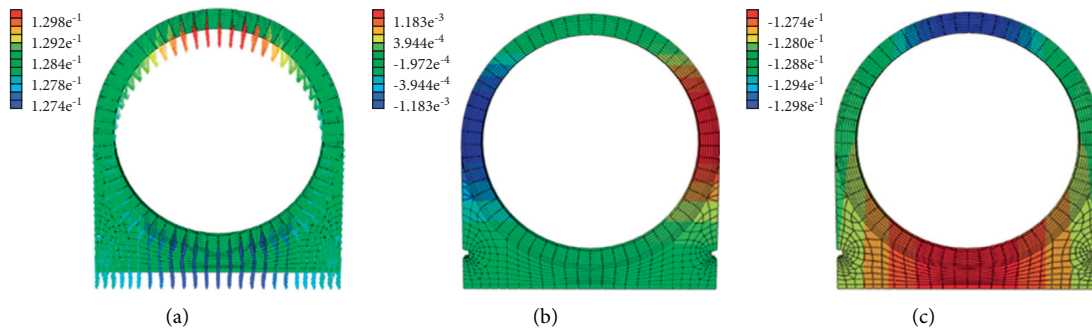 1.298e⁻¹
1.292e⁻¹
1.284e⁻¹
1.278e⁻¹
1.274e⁻¹
(a)
1.183e⁻³
3.944e⁻⁴
-1.972e⁻⁴
-3.944e⁻⁴
-1.183e⁻³
(b)
-1.274e⁻¹
-1.280e⁻¹
-1.288e⁻¹
-1.294e⁻¹
-1.298e⁻¹
(c)